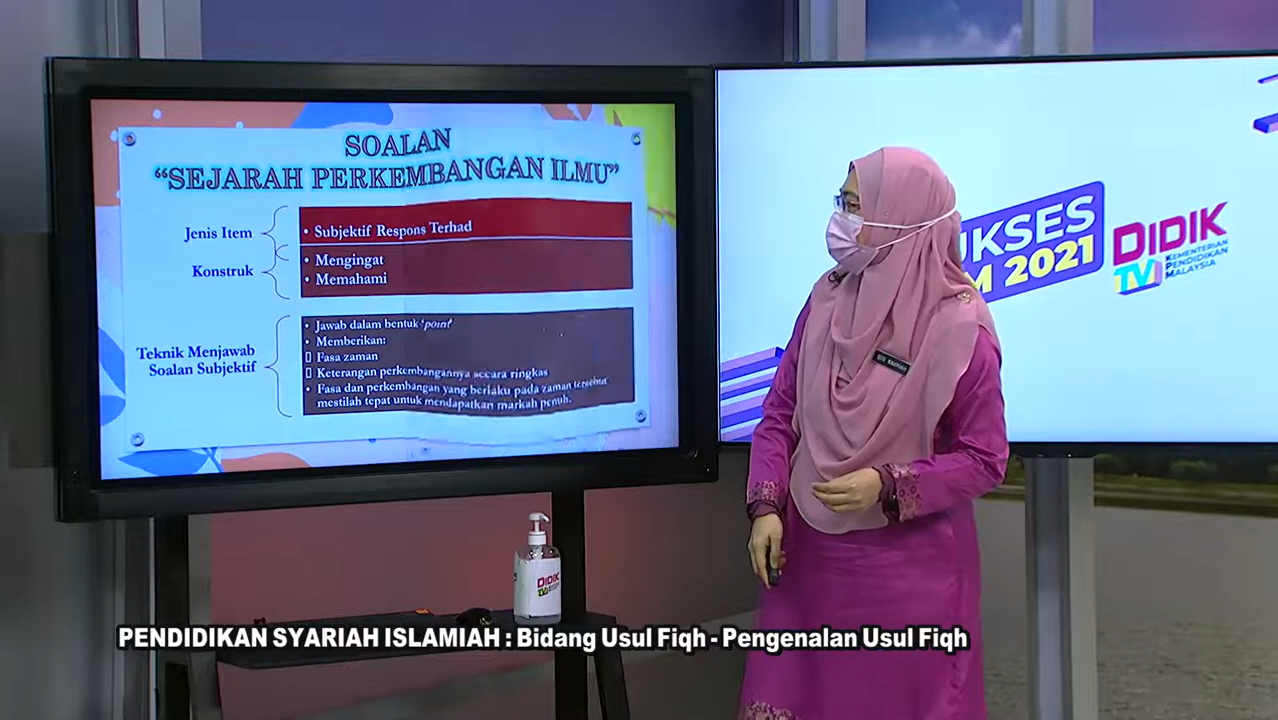 SOALAN
“SEJARAH PERKEMBANGAN ILMU”
Jenis Item
• Subjektif Respons Terhad
Konstruk
• Mengingat
• Memahami
Teknik Menjawab
Soalan Subjektif
• Jawab dalam bentuk ‘point’
• Memberikan:
▯ Fasa zaman
▯ Keterangan perkembangannya secara ringkas
• Fasa dan perkembangan yang berlaku pada zaman tersebut
mestilah tepat untuk mendapatkan markah penuh.
UKSES
M 2021
DIDIK
TV
KEMENTERIAN
PENDIDIKAN
MALAYSIA
DIDIK
TV
PENDIDIKAN SYARIAH ISLAMIAH : Bidang Usul Fiqh - Pengenalan Usul Fiqh